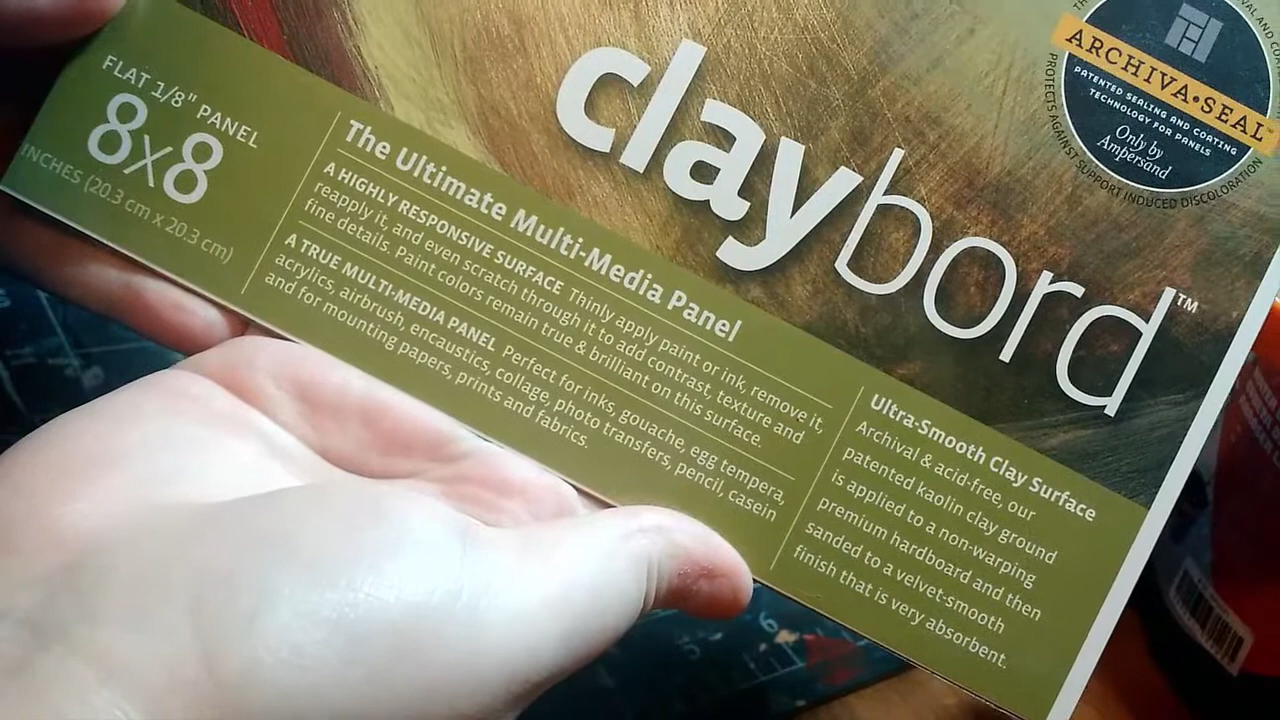 FLAT 1/8" PANEL
8x8
INCHES (20.3 cm x 20.3 cm)
claybord™
The Ultimate Multi-Media Panel
A HIGHLY RESPONSIVE SURFACE Thinly apply paint or ink, remove it,
reapply it, and even scratch through it to add contrast, texture and
fine details. Paint colors remain true & brilliant on this surface.
A TRUE MULTI-MEDIA PANEL Perfect for inks, gouache, egg tempera,
acrylics, airbrush, encaustics, collage, photo transfers, pencil, casein
and for mounting papers, prints and fabrics.
Ultra-Smooth Clay Surface
Archival & acid-free, our
patented kaolin clay ground
is applied to a non-warping
premium hardboard and then
sanded to a velvet-smooth
finish that is very absorbent.
ARCHIVA•SEAL™
PATENTED SEALING AND COATING
TECHNOLOGY FOR PANELS
Only by
Ampersand
PROTECTS AGAINST SUPPORT INDUCED DISCOLORATION
6